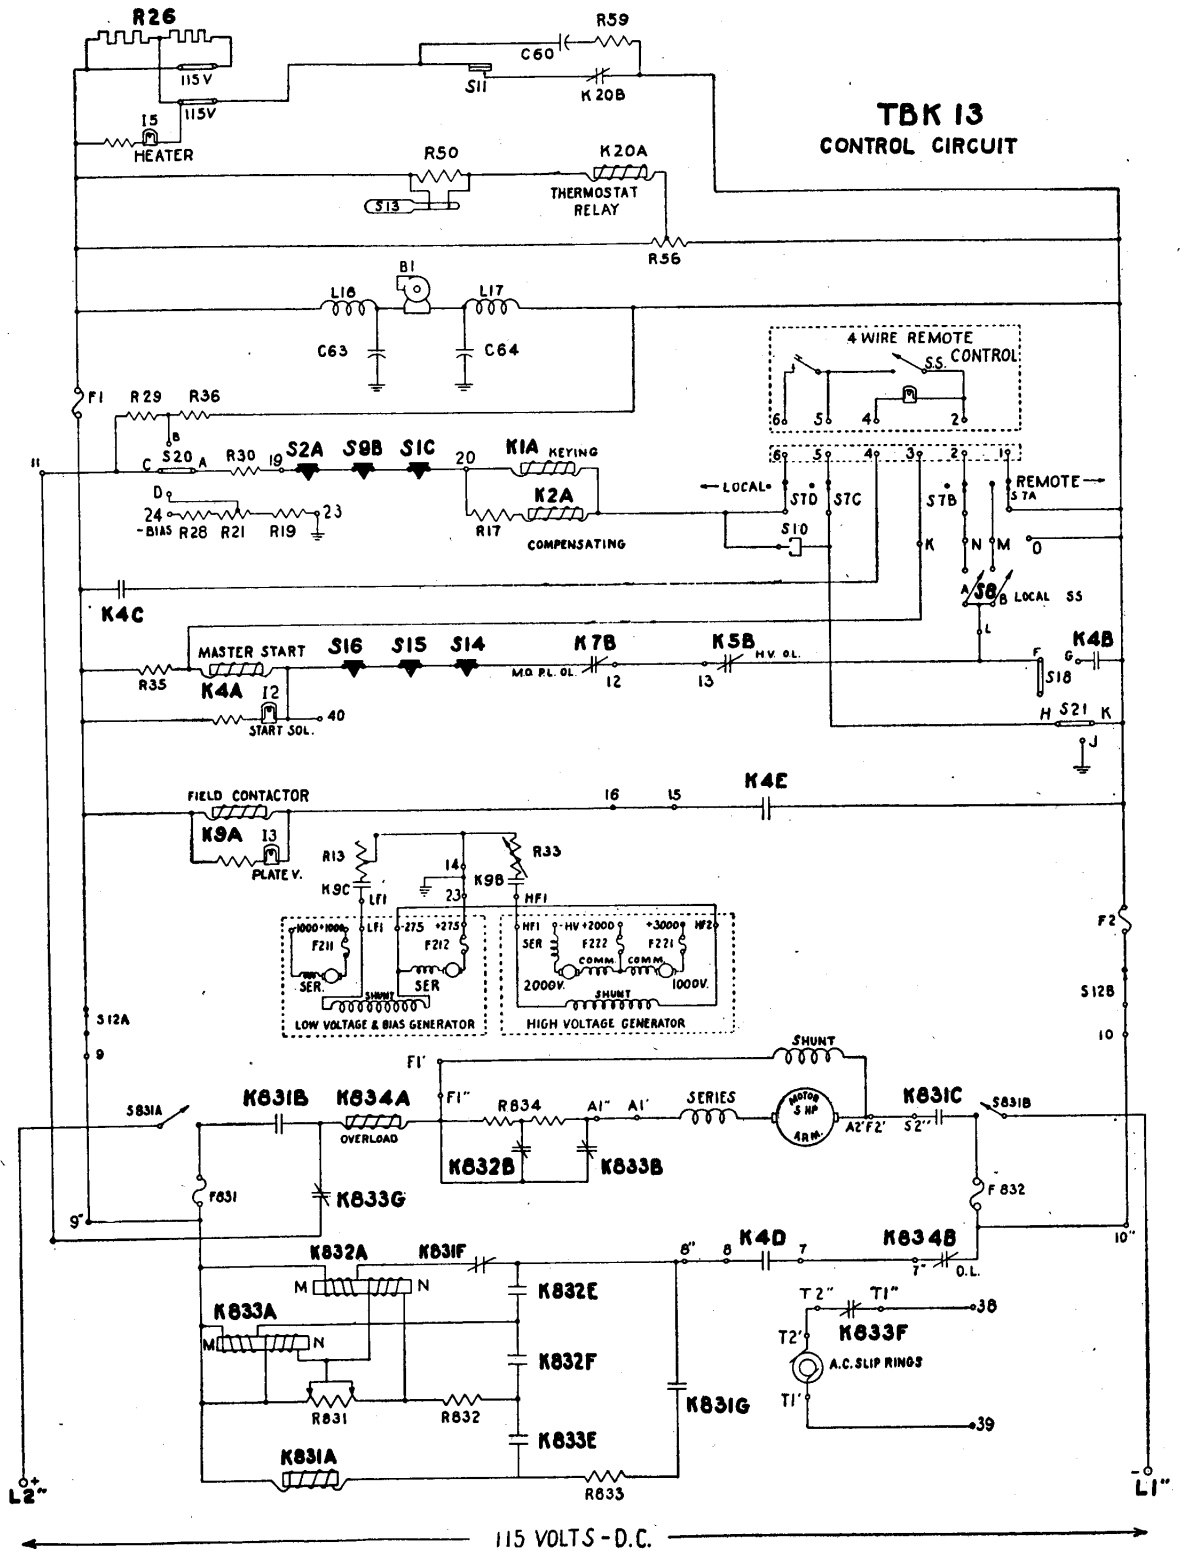 R26
R59
C60
115V
S11
K20B
115V
I5
HEATER
TBK 13
CONTROL CIRCUIT
R50
K20A
S13
THERMOSTAT
RELAY
R56
B1
L18
L17
C63
C64
4 WIRE REMOTE
CONTROL
S.S.
6
5
4
2
F1
R29
R36
B
11
C
S20
A
R30
19
S2A
S9B
S1C
20
K1A
KEYING
6
5
4
3
2
1
D
24
-BIAS
R28
R21
R19
23
K2A
R17
COMPENSATING
LOCAL
S7D
S7C
S7B
REMOTE
S7A
S10
K
N
M
O
K4C
A
S8
B
LOCAL SS
L
MASTER START
S16
S15
S14
K7B
K5B
H.V. OL.
K4B
R35
K4A
M.O. P.L. OL.
12
13
F
G
S18
I2
40
START SOL.
H
S21
K
J
FIELD CONTACTOR
16
15
K4E
K9A
I3
PLATE V.
R13
14
R33
K9C
K9B
LF1
23
HF1
F2
-1000
+1000
LF1
-275
+275
HF1
-HV
+2000
+3000
HF2
F211
F212
SER
F222
F221
COMM.
COMM.
SER.
SER
2000V.
1000V.
SHUNT
SHUNT
LOW VOLTAGE & BIAS GENERATOR
HIGH VOLTAGE GENERATOR
S12A
S12B
9
10
F1'
SHUNT
S831A
K831B
K834A
F1"
R834
A1"
A1'
SERIES
MOTOR
5 HP
ARM.
K831C
S831B
OVERLOAD
A2'F2'
S2"
K832B
K833B
F831
K833G
F832
9"
10"
K832A
K831F
8"
8
K4D
7
K834B
7"
O.L.
M
N
K832E
K833A
T2"
T1"
38
M
N
K833F
T2'
K832F
A.C. SLIP RINGS
T1'
R831
R832
K831G
39
K833E
K831A
R833
+
L2"
-
L1"
115 VOLTS - D.C.